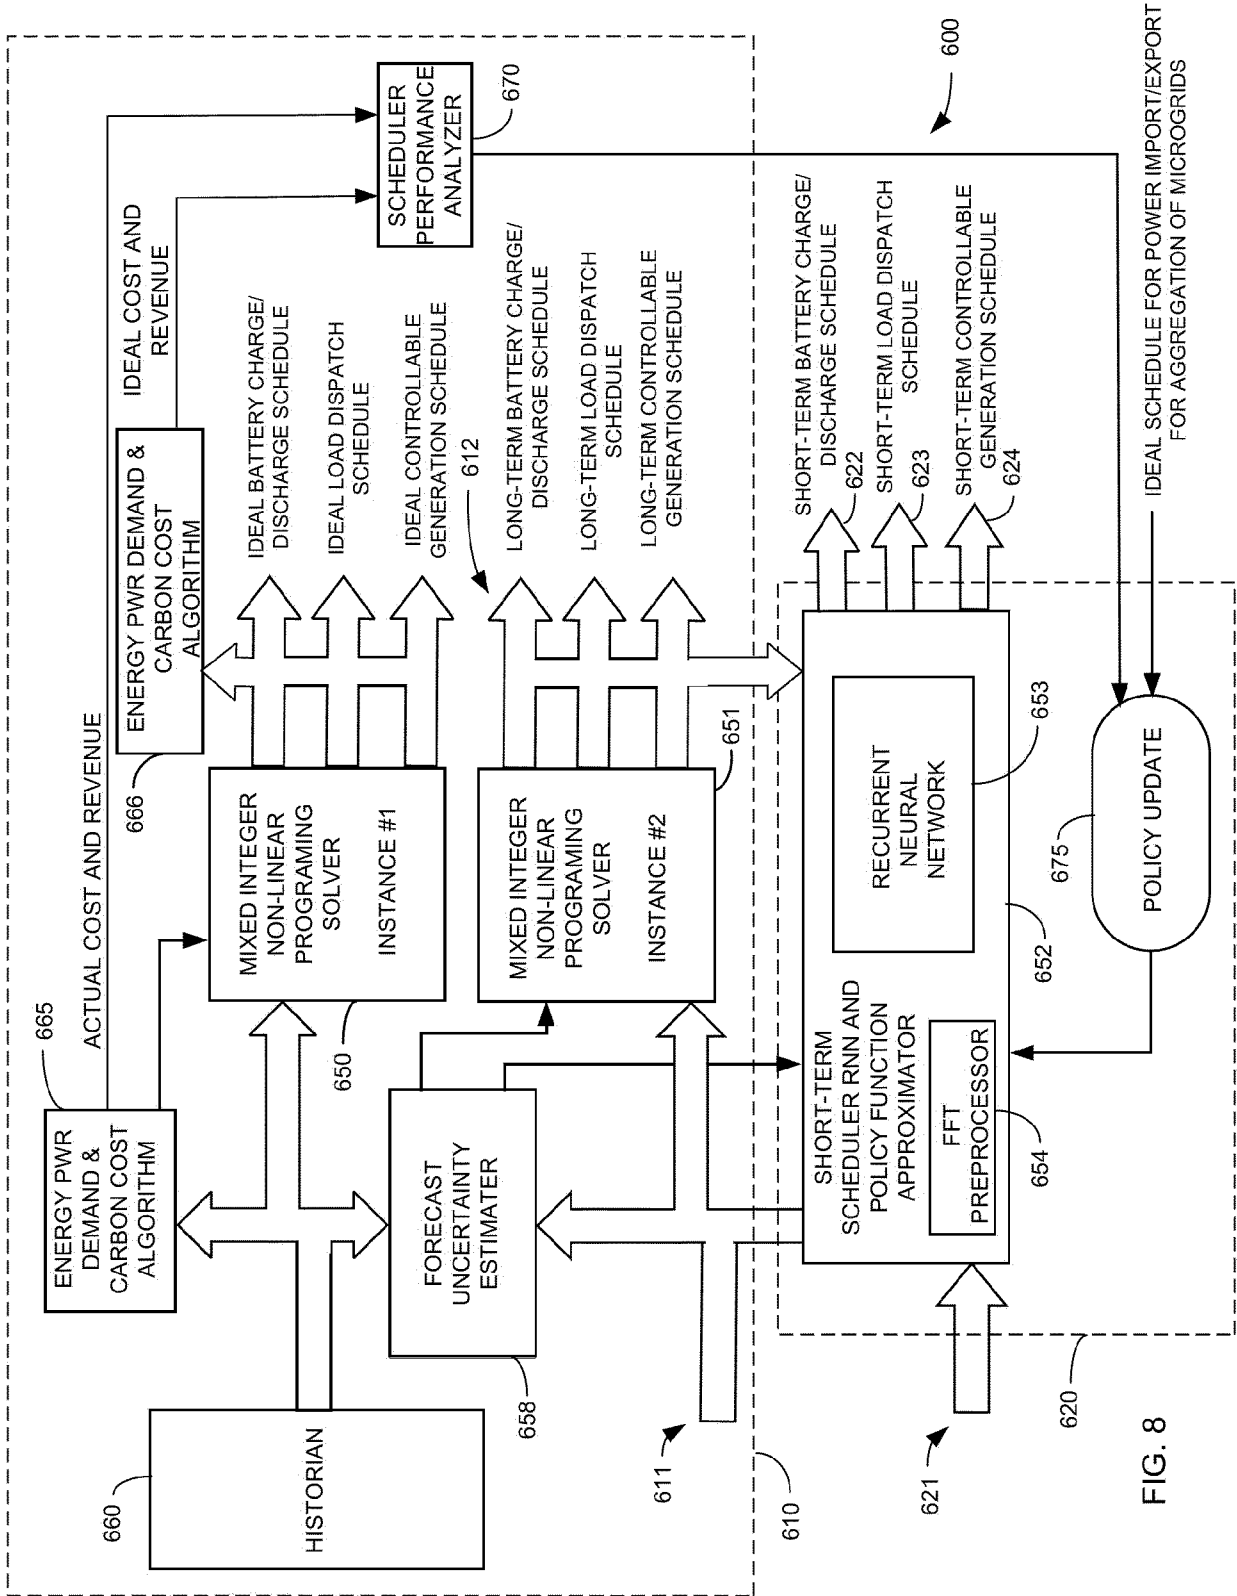 660
HISTORIAN
665
ENERGY PWR
DEMAND &
CARBON COST
ALGORITHM
ACTUAL COST AND REVENUE
666
ENERGY PWR DEMAND &
CARBON COST
ALGORITHM
IDEAL COST AND
REVENUE
SCHEDULER
PERFORMANCE
ANALYZER
670
650
MIXED INTEGER
NON-LINEAR
PROGRAMING
SOLVER
INSTANCE #1
IDEAL BATTERY CHARGE/
DISCHARGE SCHEDULE
IDEAL LOAD DISPATCH
SCHEDULE
IDEAL CONTROLLABLE
GENERATION SCHEDULE
612
658
FORECAST
UNCERTAINTY
ESTIMATER
MIXED INTEGER
NON-LINEAR
PROGRAMING
SOLVER
INSTANCE #2
651
LONG-TERM BATTERY CHARGE/
DISCHARGE SCHEDULE
LONG-TERM LOAD DISPATCH
SCHEDULE
LONG-TERM CONTROLLABLE
GENERATION SCHEDULE
611
610
600
SHORT-TERM
SCHEDULER RNN AND
POLICY FUNCTION
APPROXIMATOR
FFT
PREPROCESSOR
654
RECURRENT
NEURAL
NETWORK
653
652
SHORT-TERM BATTERY CHARGE/
DISCHARGE SCHEDULE
622
SHORT-TERM LOAD DISPATCH
SCHEDULE
623
SHORT-TERM CONTROLLABLE
GENERATION SCHEDULE
624
621
620
675
POLICY UPDATE
IDEAL SCHEDULE FOR POWER IMPORT/EXPORT
FOR AGGREGATION OF MICROGRIDS
FIG. 8